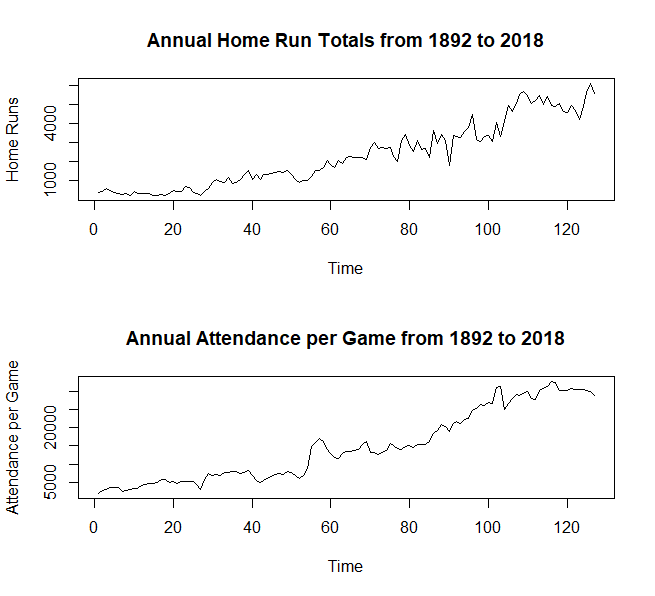 Annual Home Run Totals from 1892 to 2018
Home Runs
1000 4000
0 20 40 60 80 100 120
Time
Annual Attendance per Game from 1892 to 2018
Attendance per Game
5000 20000
0 20 40 60 80 100 120
Time